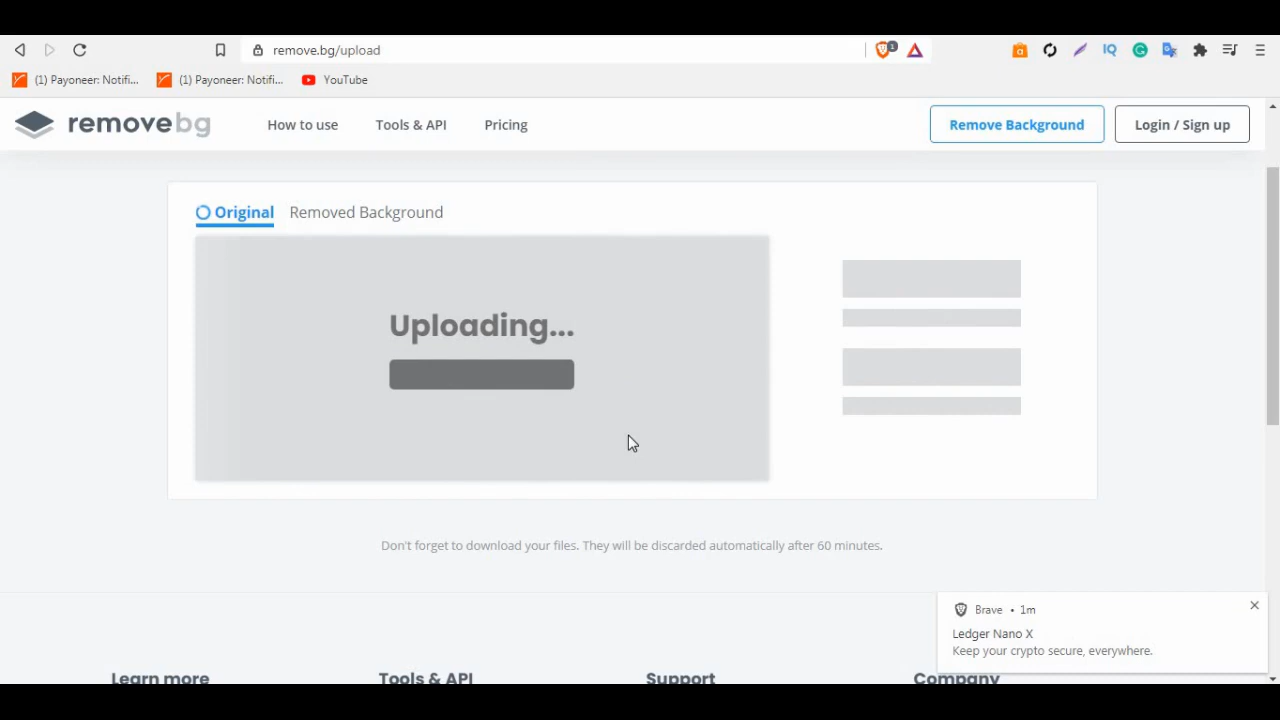 remove.bg/upload
1
(1) Payoneer: Notifi...
(1) Payoneer: Notifi...
YouTube
removebg
How to use
Tools & API
Pricing
Remove Background
Login / Sign up
Original
Removed Background
Uploading...
Don't forget to download your files. They will be discarded automatically after 60 minutes.
Brave • 1m
Ledger Nano X
Keep your crypto secure, everywhere.
Learn more
Tools & API
Support
Company